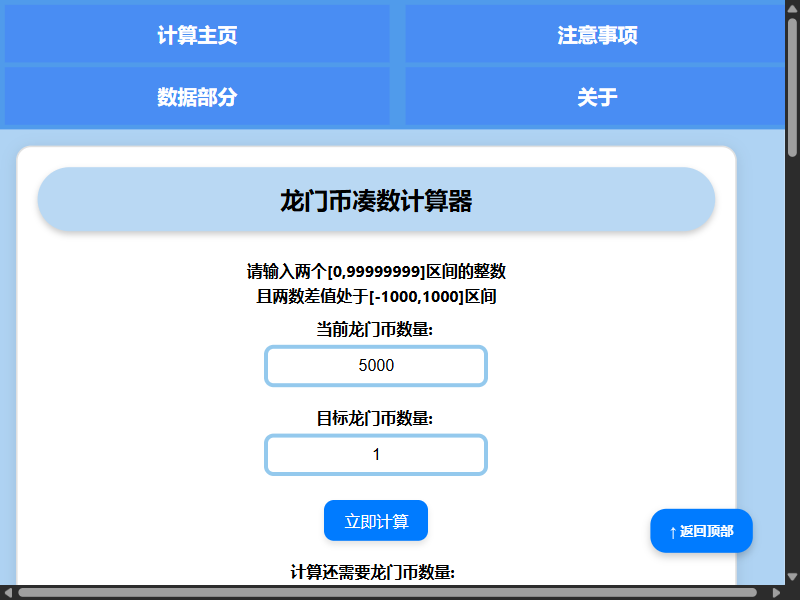 计算主页
注意事项
数据部分
关于
龙门币凑数计算器
请输入两个[0,99999999]区间的整数
且两数差值处于[-1000,1000]区间
当前龙门币数量:
5000
目标龙门币数量:
1
立即计算
↑ 返回顶部
计算还需要龙门币数量: